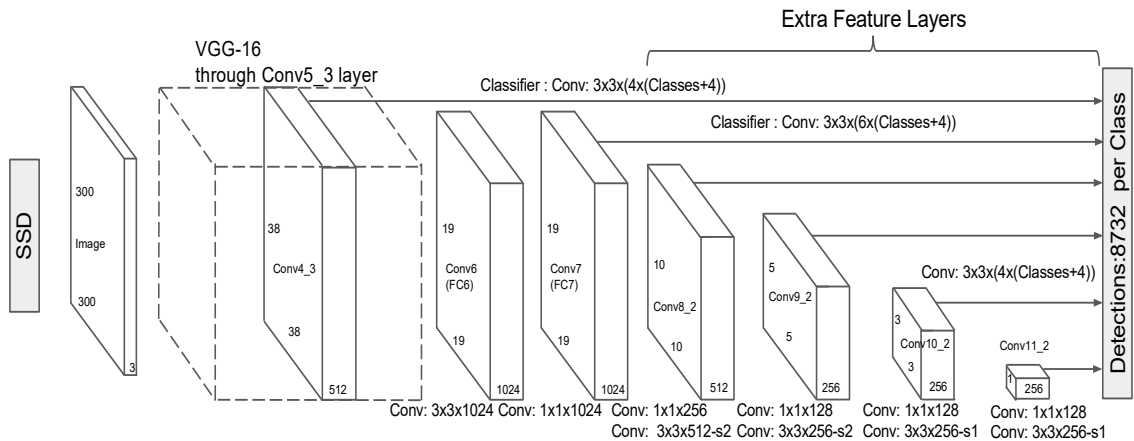 Extra Feature Layers
VGG-16
through Conv5_3 layer
Classifier : Conv: 3x3x(4x(Classes+4))
Classifier : Conv: 3x3x(6x(Classes+4))
SSD
300
Image
300
3
38
Conv4_3
38
512
19
Conv6
(FC6)
19
1024
19
Conv7
(FC7)
19
1024
10
Conv8_2
10
512
5
Conv9_2
5
256
Conv: 3x3x(4x(Classes+4))
3
Conv10_2
3
256
Conv11_2
1
256
Detections:8732 per Class
Conv: 3x3x1024 Conv: 1x1x1024 Conv: 1x1x256 Conv: 1x1x128 Conv: 1x1x128 Conv: 1x1x128
Conv: 3x3x512-s2 Conv: 3x3x256-s2 Conv: 3x3x256-s1 Conv: 3x3x256-s1